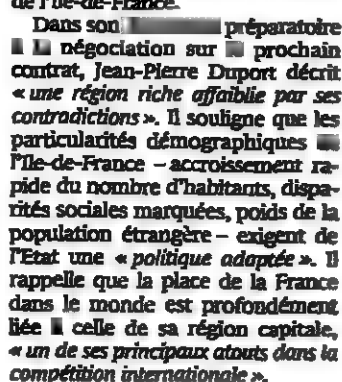 de l'Ile-de-France.
Dans son préparatoire
négociation sur prochain
contrat, Jean-Pierre Duport décrit
« une région riche affaiblie par ses
contradictions ». Il souligne que les
particularités démographiques
l'Ile-de-France – accroissement ra-
pide du nombre d'habitants, dispa-
rités sociales marquées, poids de la
population étrangère – exigent de
l'Etat une « politique adaptée ». Il
rappelle que la place de la France
dans le monde est profondément
liée celle de sa région capitale,
« un de ses principaux atouts dans la
compétition internationale ».